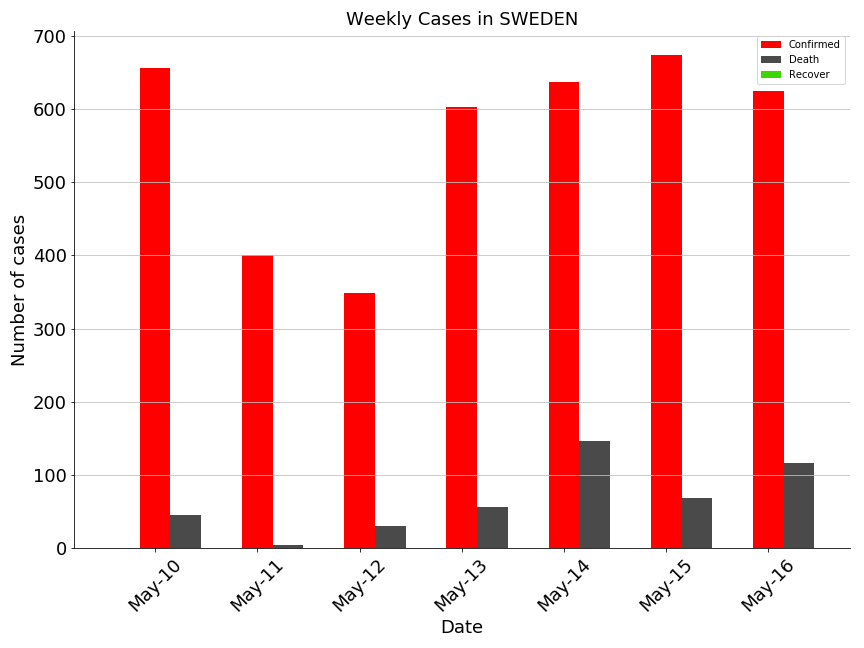 Weekly Cases in SWEDEN
Confirmed
Death
Recover
Number of cases
700
600
500
400
300
200
100
0
May-10
May-11
May-12
May-13
May-14
May-15
May-16
Date